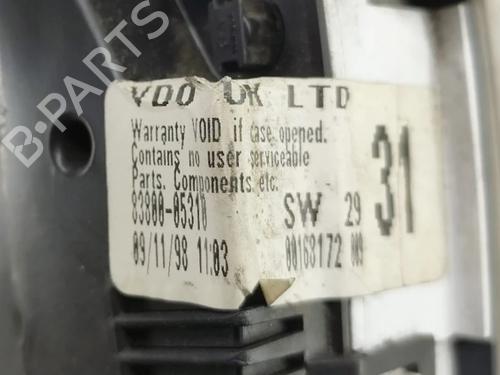 VDO UK LTD
Warranty VOID if case opened.
Contains no user serviceable
Parts. Components etc.
83800-05310
SW 29
31
09/11/98 11:03
00168172 009
B-PARTS